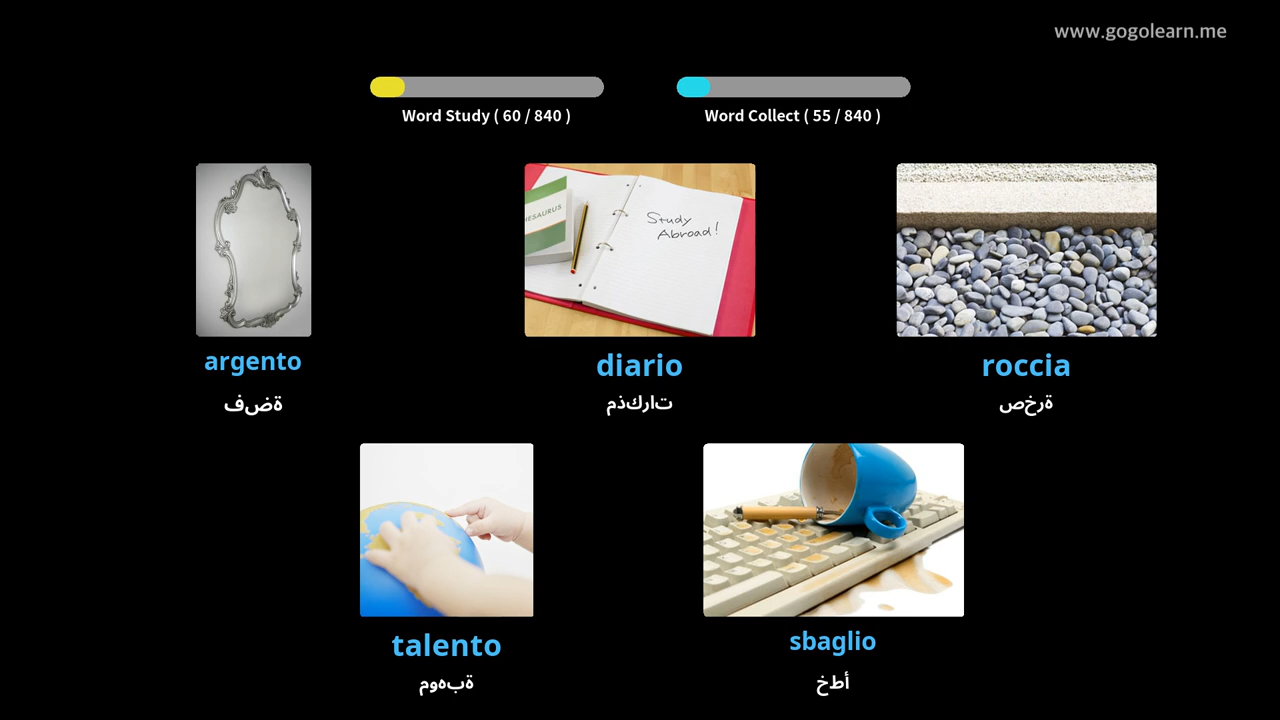 www.gogolearn.me
Word Study ( 60 / 840 )
Word Collect ( 55 / 840 )
THESAURUS
Study
Abroad!
argento
ةضف
diario
تاركذم
roccia
ةرخص
talento
ةبهوم
sbaglio
أطخ